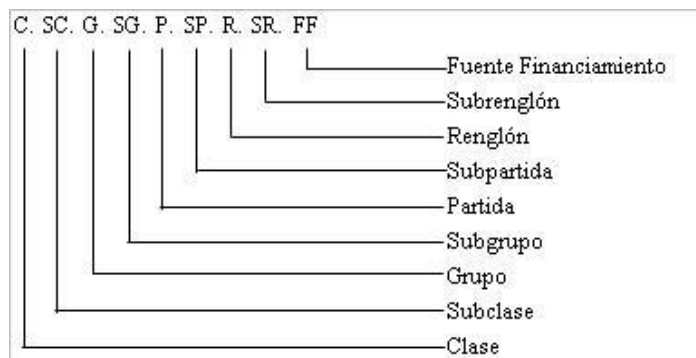 C. SC. G. SG. P. SP. R. SR. FF
Fuente Financiamiento
Subrenglón
Renglón
Subpartida
Partida
Subgrupo
Grupo
Subclase
Clase